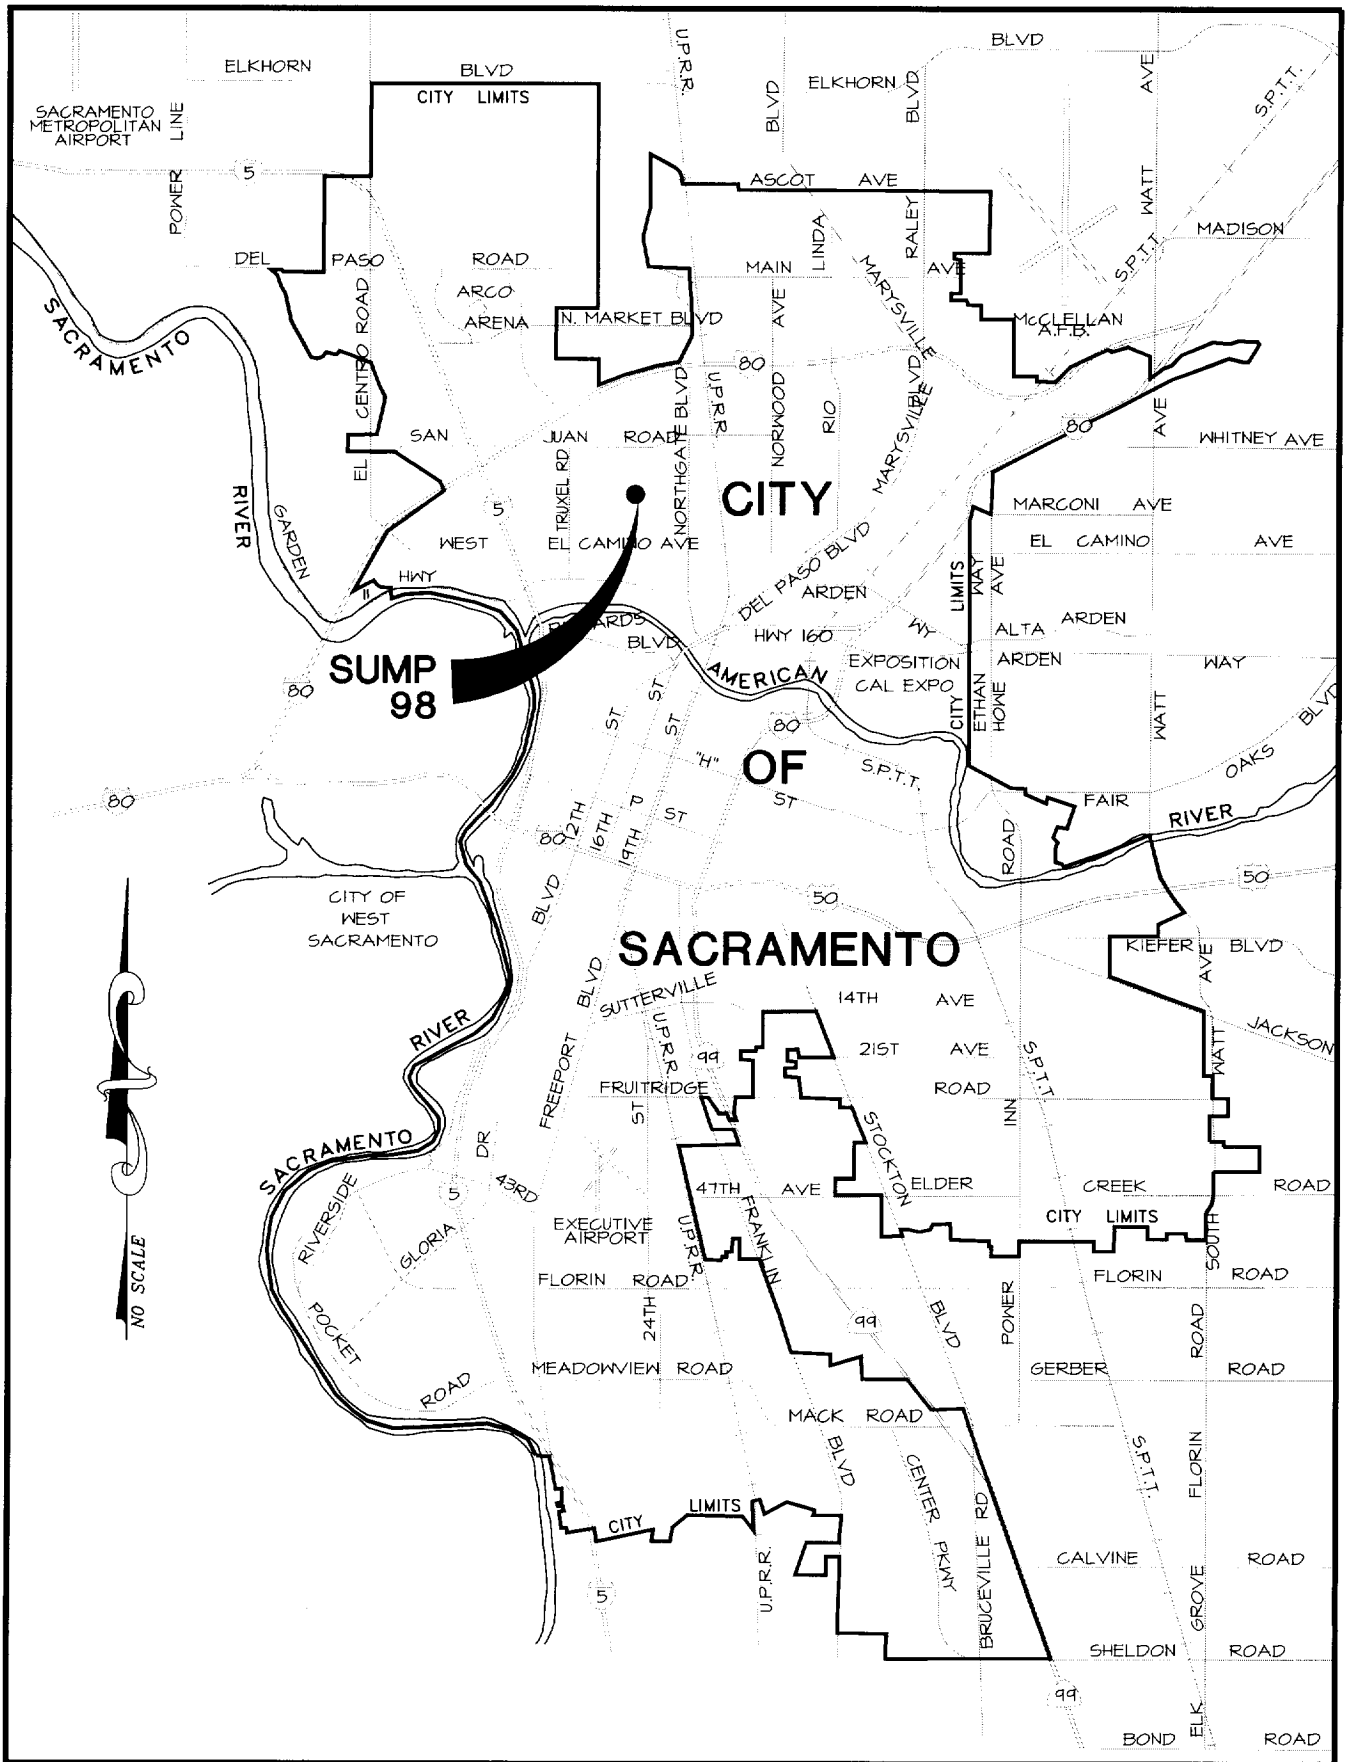 BLVD
ELKHORN
BLVD
CITY LIMITS
U.P.R.R.
BLVD
ELKHORN
BLVD
AVE
S.P.T.T.
SACRAMENTO
METROPOLITAN
AIRPORT
POWER LINE
5
ASCOT AVE
WATT
LINDA
RALEY
MADISON
S.P.T.T.
DEL PASO ROAD
MAIN AVE
ARCO
ARENA
N. MARKET BLVD
AVE
MARYSVILLE
BLVD
McCLELLAN
A.F.B.
SACRAMENTO
EL CENTRO ROAD
80
NORTHGATE BLVD
U.P.R.R.
NORWOOD
RIO
MARYSVILLE
80
AVE
WHITNEY AVE
SAN JUAN ROAD
TRUXEL RD
RIVER
GARDEN
5
CITY
MARCONI AVE
WEST EL CAMINO AVE
EL CAMINO AVE
HWY
DEL PASO BLVD
ARDEN
WY
CITY LIMITS
WAY
AVE
ALTA ARDEN
BLVD
HWY 160
SUMP
98
80
AMERICAN
EXPOSITION
CAL EXPO
ARDEN WAY
ETHAN
HOWE
WATT
OAKS BLVD
ST
ST
ST
80
"H" ST
OF
S.P.T.T.
80
12TH
16TH
19TH
P ST
80
FAIR
RIVER
ROAD
CITY OF
WEST
SACRAMENTO
BLVD
50
50
SACRAMENTO
KIEFER BLVD
AVE
BLVD
SUTTERVILLE
14TH AVE
JACKSON
RIVER
U.P.R.R.
99
21ST AVE
S.P.T.T.
WATT
FREEPORT
FRUITRIDGE ROAD
ST
INN
SACRAMENTO
DR
STOCKTON
RIVERSIDE
5
43RD
47TH AVE
ELDER CREEK ROAD
GLORIA
EXECUTIVE
AIRPORT
U.P.R.R.
FRANKLIN
CITY LIMITS
SOUTH
NO SCALE
FLORIN ROAD
FLORIN ROAD
POCKET
24TH
99
BLVD
POWER
ROAD
MEADOWVIEW ROAD
GERBER ROAD
ROAD
MACK ROAD
BLVD
CENTER PKWY
S.P.T.T.
FLORIN
CITY LIMITS
BRUCEVILLE RD
U.P.R.R.
CALVINE ROAD
5
GROVE
SHELDON ROAD
99
ELK
BOND ROAD